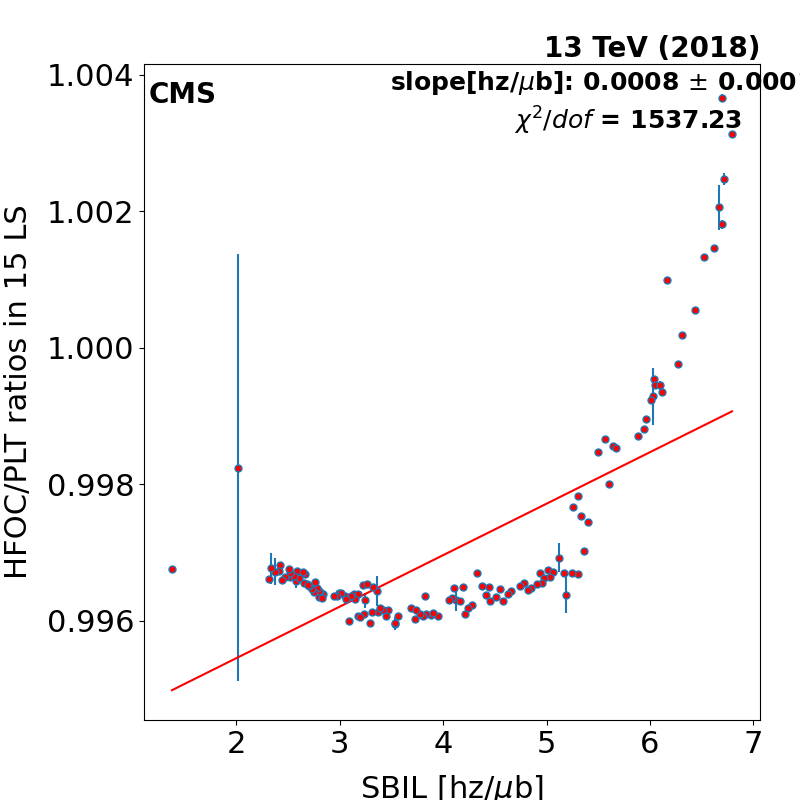 13 TeV (2018)
CMS
slope[hz/μb]: 0.0008 ± 0.000
χ²/dof = 1537.23
HFOC/PLT ratios in 15 LS
1.004
1.002
1.000
0.998
0.996
2 3 4 5 6 7
SBIL [hz/μb]